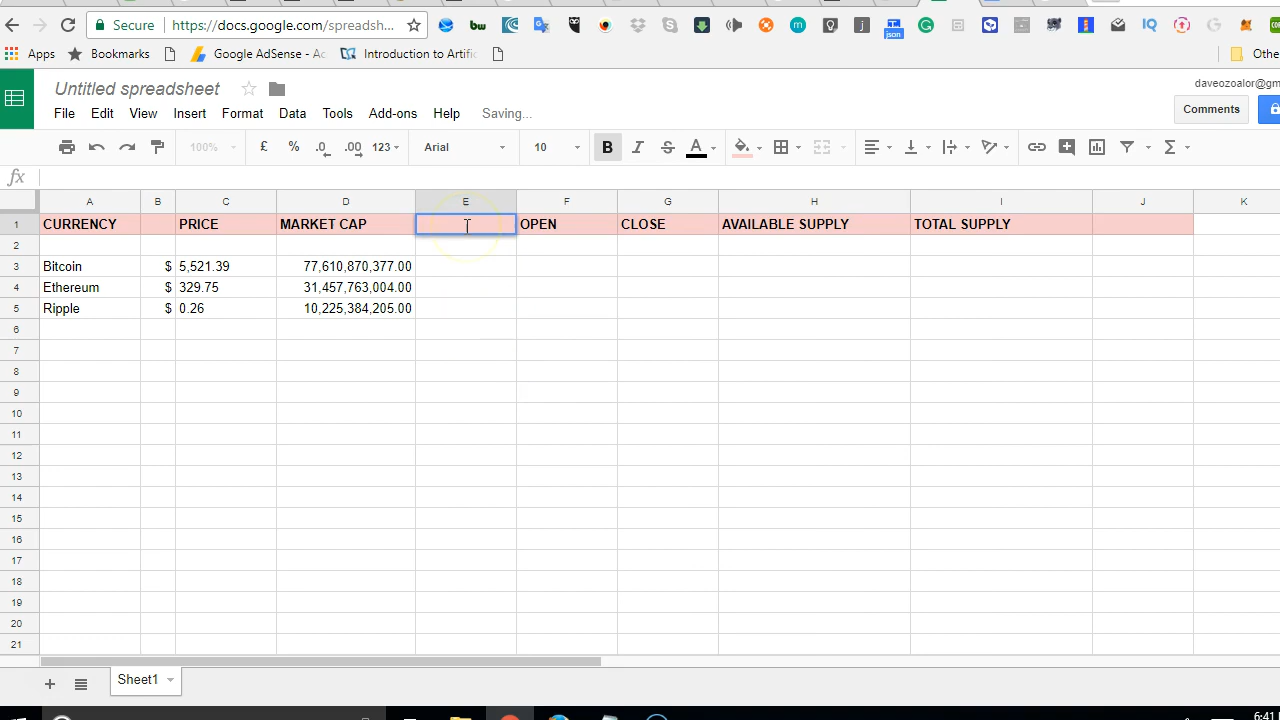 Secure https://docs.google.com/spreadsh... bw json IQ
Apps Bookmarks Google AdSense - Ac Introduction to Artific Othe
Untitled spreadsheet
daveozoalor@gm
File Edit View Insert Format Data Tools Add-ons Help Saving... Comments
100% £ % .0 .00 123 Arial 10 B I S A Σ
fx
A B C D E F G H I J K
1 CURRENCY PRICE MARKET CAP OPEN CLOSE AVAILABLE SUPPLY TOTAL SUPPLY
2
3 Bitcoin $ 5,521.39 77,610,870,377.00
4 Ethereum $ 329.75 31,457,763,004.00
5 Ripple $ 0.26 10,225,384,205.00
6
7
8
9
10
11
12
13
14
15
16
17
18
19
20
21
+ Sheet1
6:41